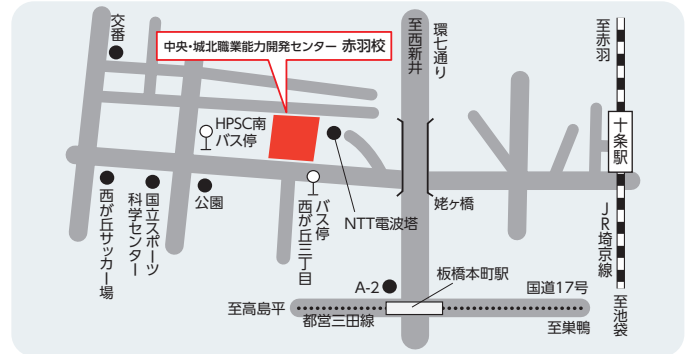 交番
中央・城北職業能力開発センター 赤羽校
至西新井
環七通り
至赤羽
HPSC南
バス停
十条駅
NTT電波塔
姥ヶ橋
公園
国立スポーツ
科学センター
西が丘サッカー場
バス停
西が丘三丁目
JR埼京線
A-2
板橋本町駅
国道17号
至高島平
都営三田線
至巣鴨
至池袋